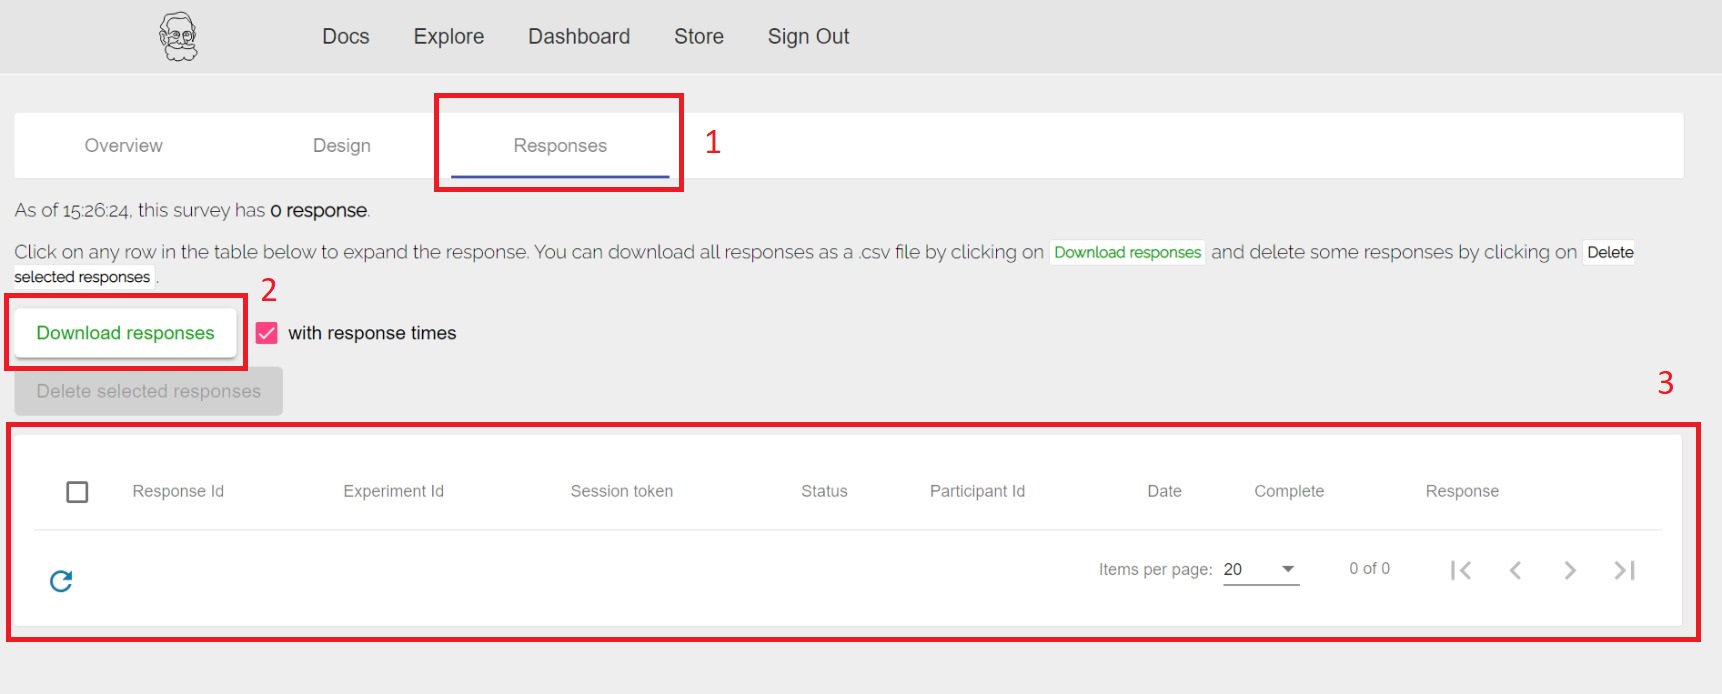 Docs Explore Dashboard Store Sign Out
Overview Design Responses 1
As of 15:26:24, this survey has 0 response.
Click on any row in the table below to expand the response. You can download all responses as a .csv file by clicking on Download responses and delete some responses by clicking on Delete
selected responses .
2
Download responses with response times
Delete selected responses
3
Response Id Experiment Id Session token Status Participant Id Date Complete Response
Items per page: 20 0 of 0